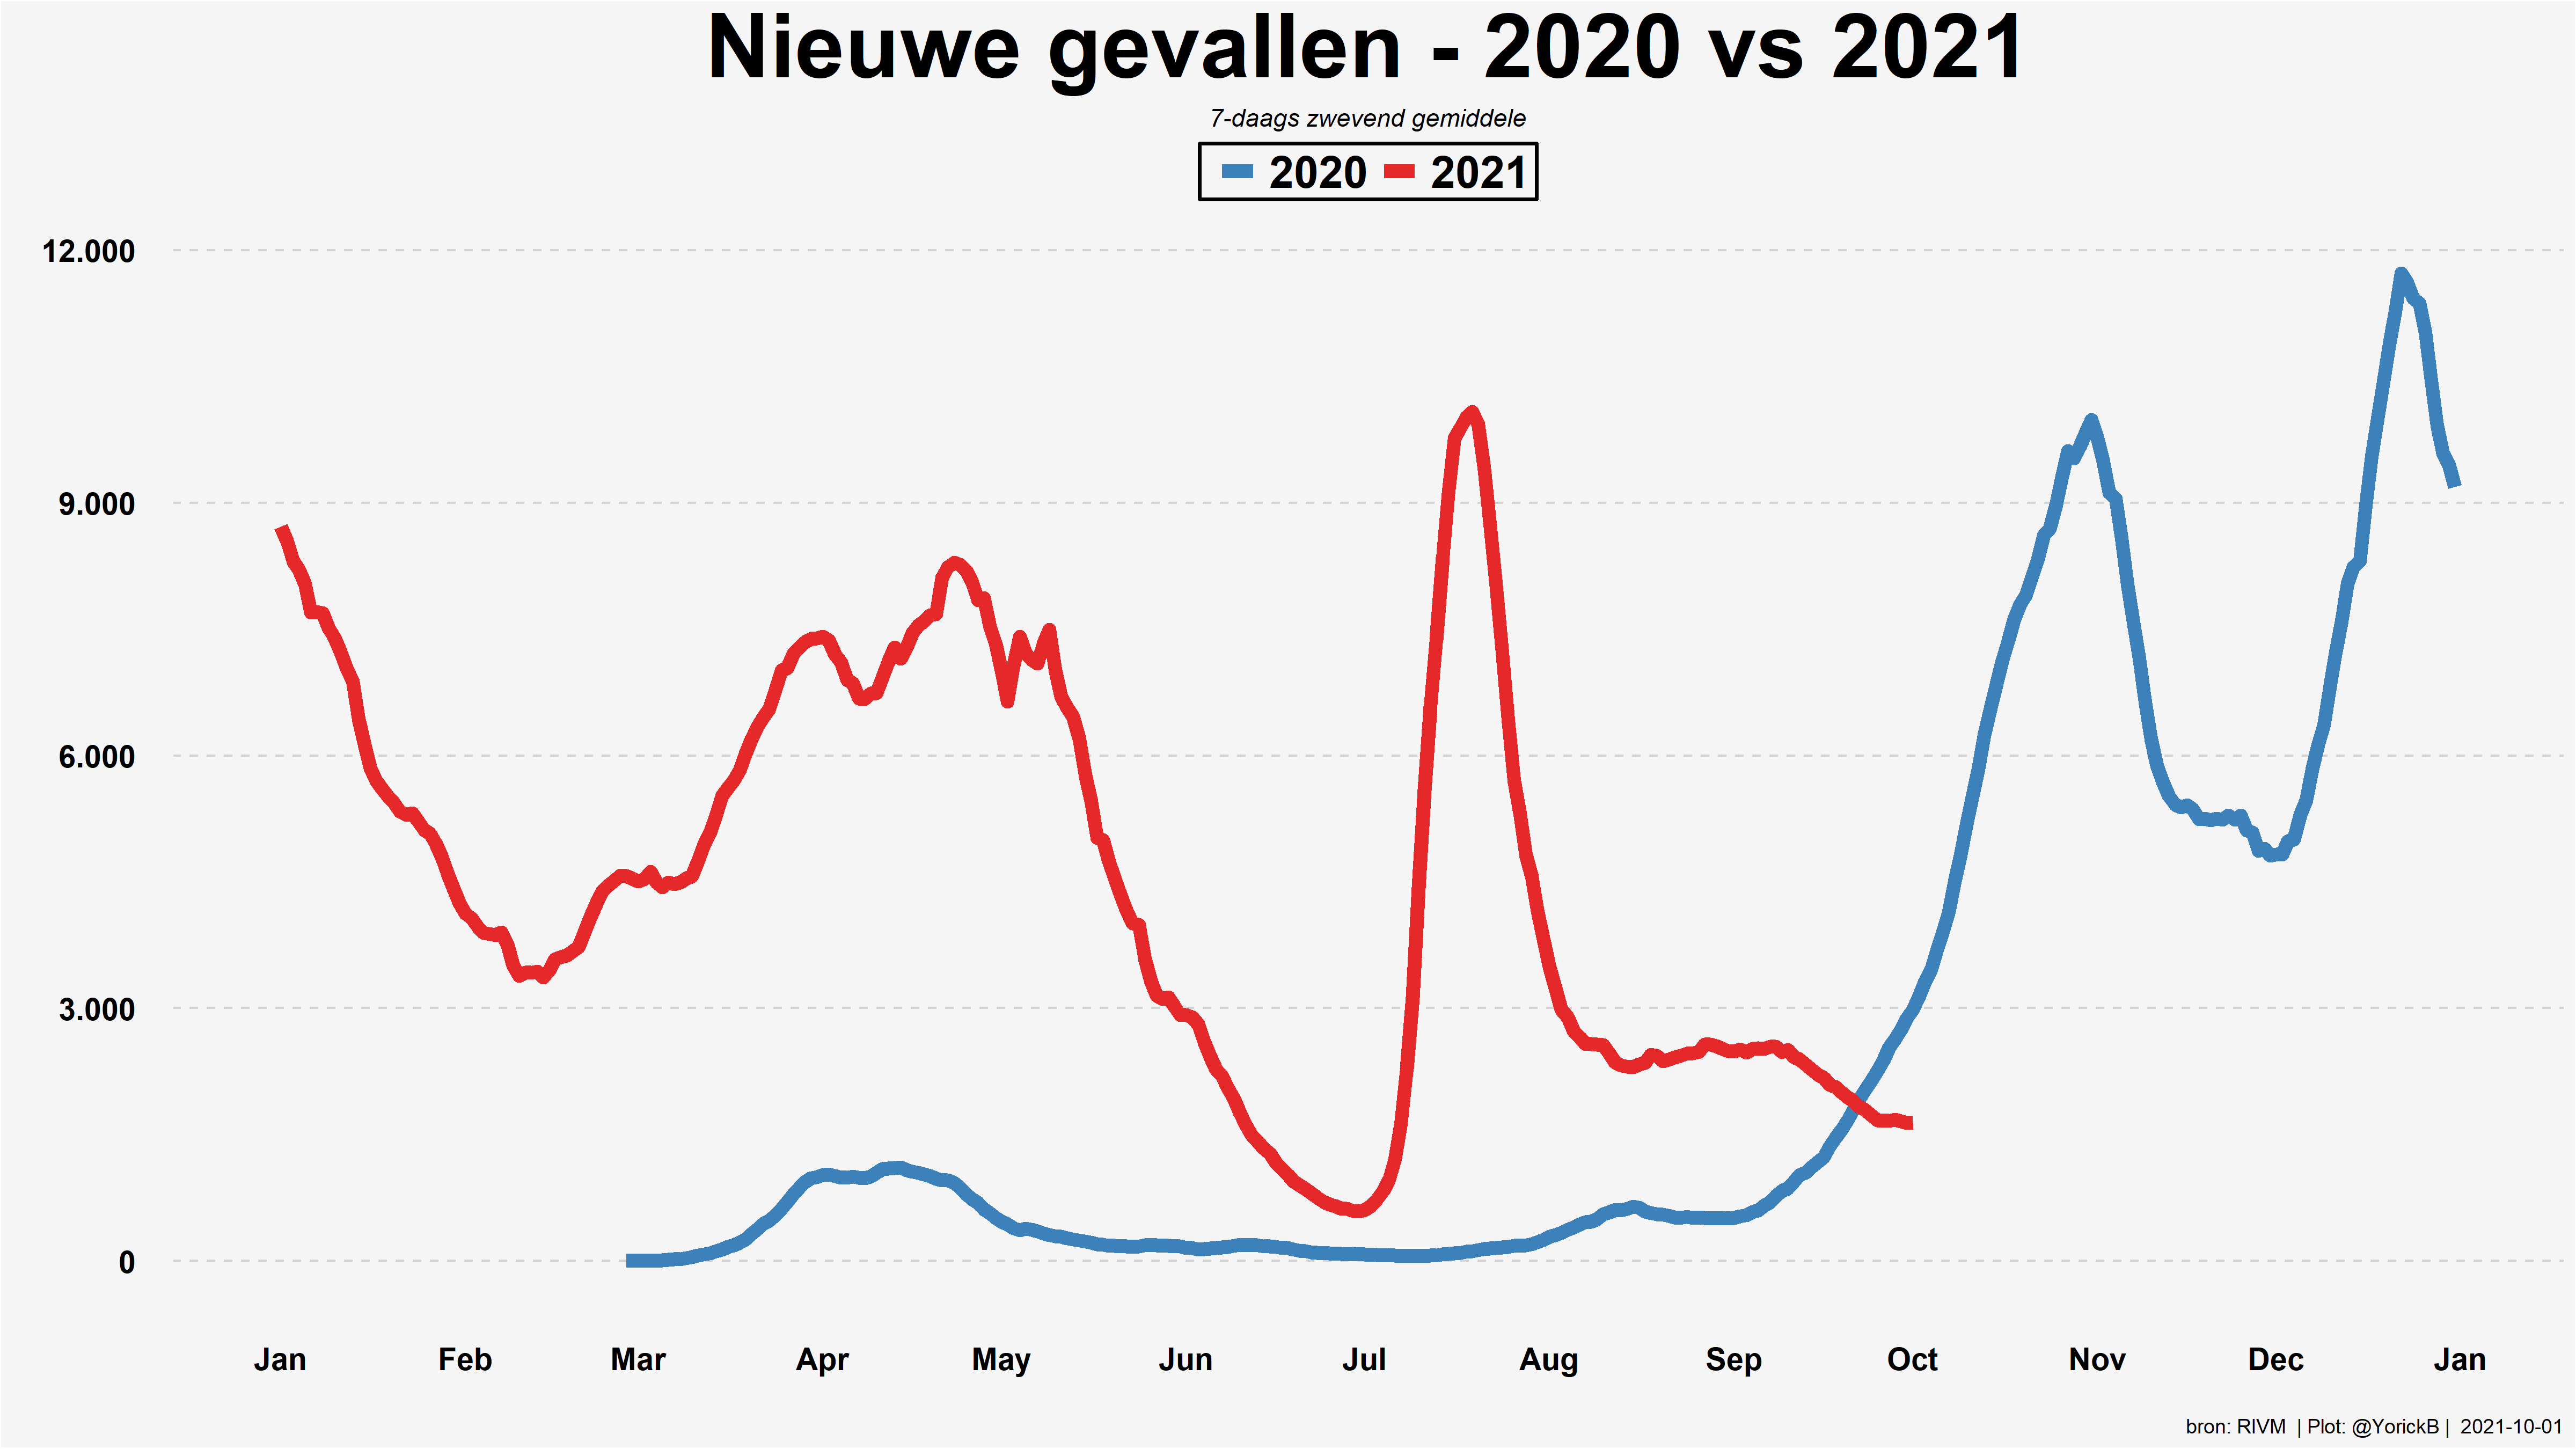 Nieuwe gevallen - 2020 vs 2021
7-daags zwevend gemiddele
2020 2021
12.000
9.000
6.000
3.000
0
Jan Feb Mar Apr May Jun Jul Aug Sep Oct Nov Dec Jan
bron: RIVM | Plot: @YorickB | 2021-10-01